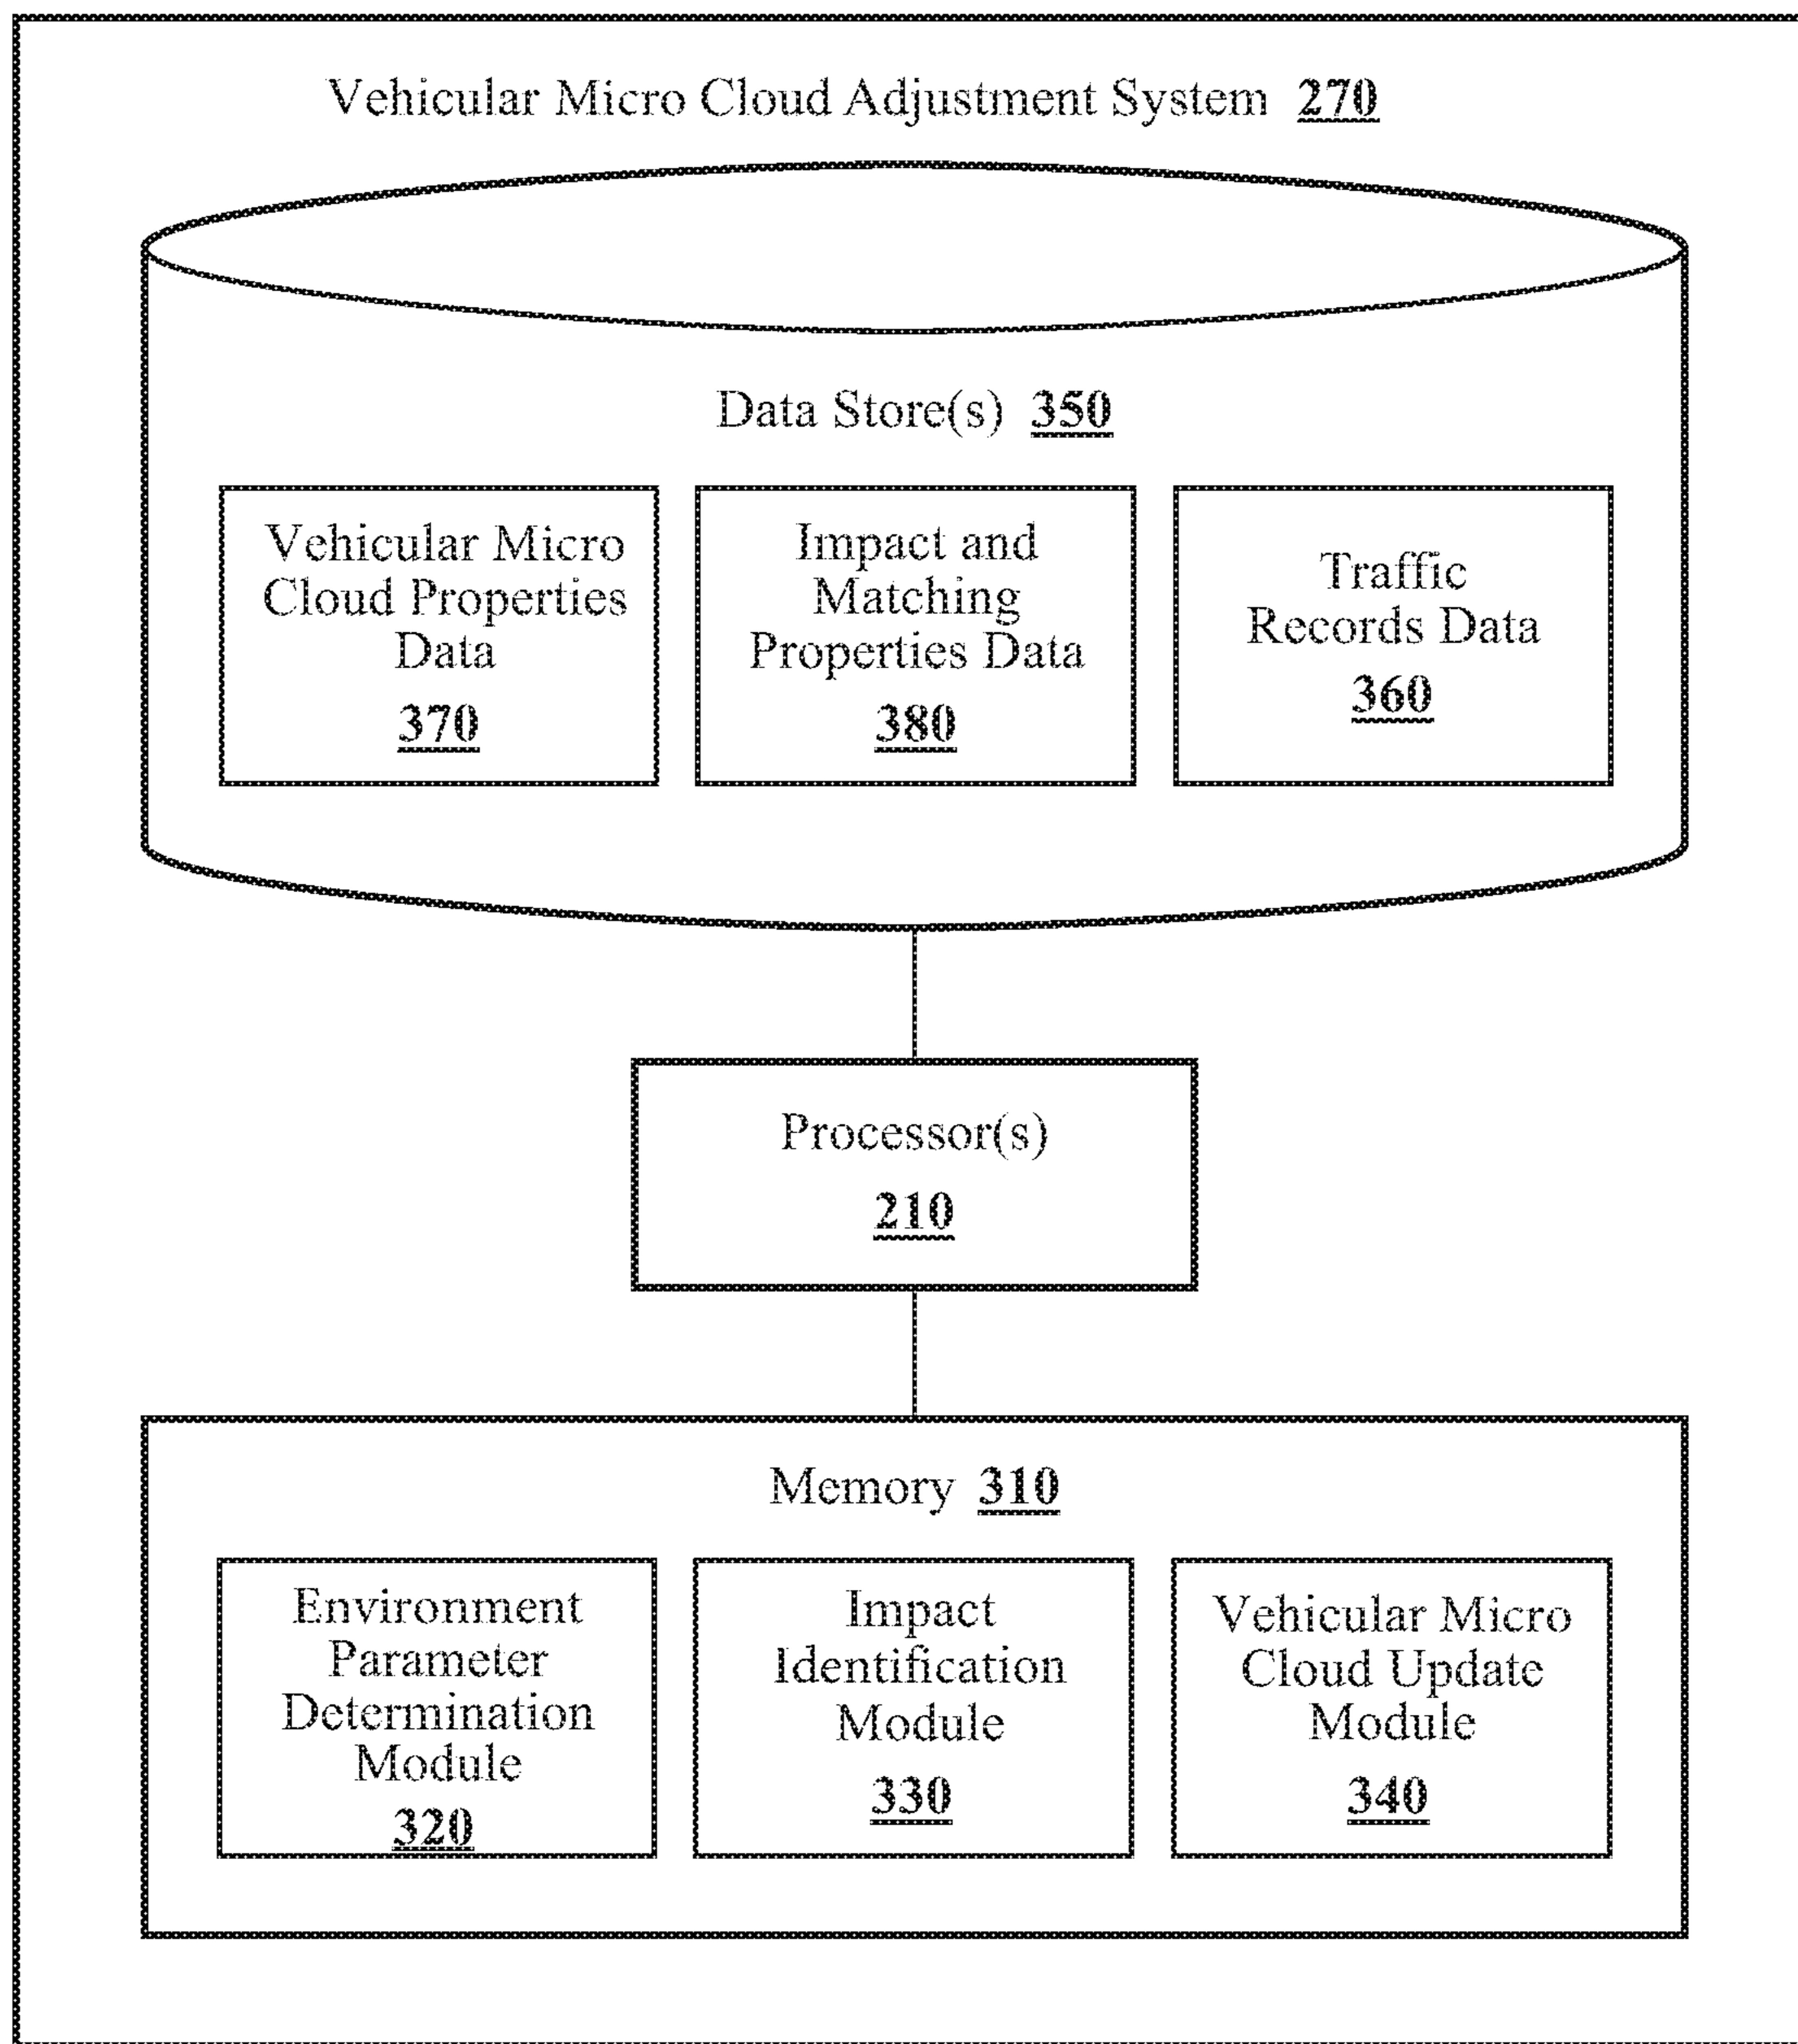 Vehicular Micro Cloud Adjustment System 270
Data Store(s) 350
Vehicular Micro
Cloud Properties
Data
370
Impact and
Matching
Properties Data
380
Traffic
Records Data
360
Processor(s)
210
Memory 310
Environment
Parameter
Determination
Module
320
Impact
Identification
Module
330
Vehicular Micro
Cloud Update
Module
340